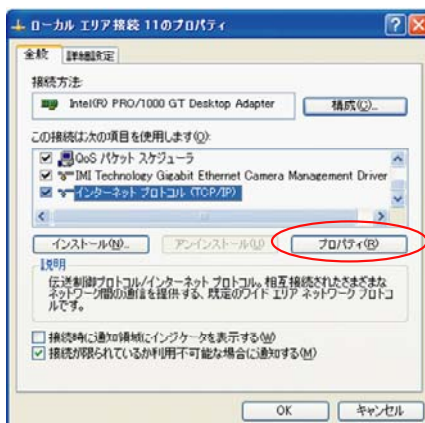 ローカル エリア接続 11のプロパティ
全般 詳細設定
接続方法:
Intel(R) PRO/1000 GT Desktop Adapter 構成(C)...
この接続は次の項目を使用します(O):
QoS パケット スケジューラ
IMI Technology Gigabit Ethernet Camera Management Driver
インターネット プロトコル (TCP/IP)
インストール(N)... アンインストール(U) プロパティ(R)
説明
伝送制御プロトコル/インターネット プロトコル。相互接続されたさまざまな
ネットワーク間の通信を提供する、既定のワイド エリア ネットワーク プロトコ
ルです。
接続時に通知領域にインジケータを表示する(W)
接続が限られているか利用不可能な場合に通知する(M)
OK キャンセル